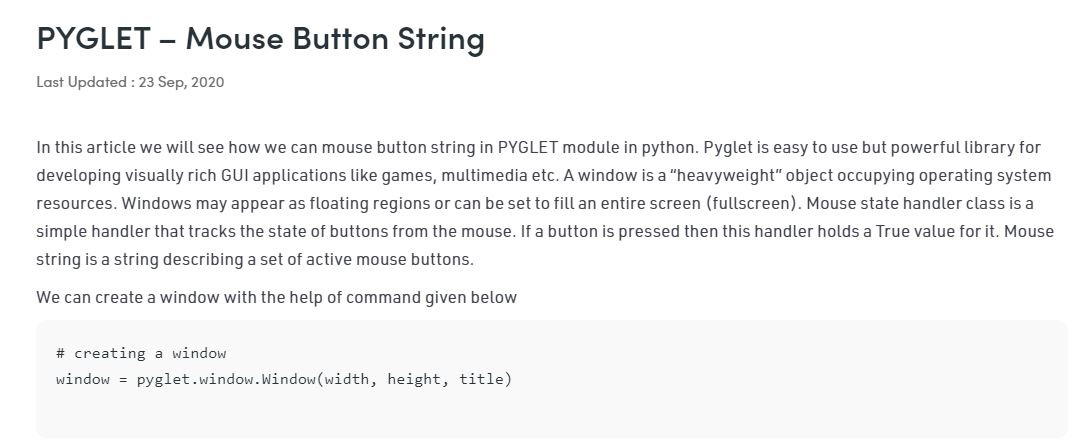 PYGLET – Mouse Button String
Last Updated : 23 Sep, 2020
In this article we will see how we can mouse button string in PYGLET module in python. Pyglet is easy to use but powerful library for
developing visually rich GUI applications like games, multimedia etc. A window is a “heavyweight” object occupying operating system
resources. Windows may appear as floating regions or can be set to fill an entire screen (fullscreen). Mouse state handler class is a
simple handler that tracks the state of buttons from the mouse. If a button is pressed then this handler holds a True value for it. Mouse
string is a string describing a set of active mouse buttons.
We can create a window with the help of command given below
# creating a window
window = pyglet.window.Window(width, height, title)